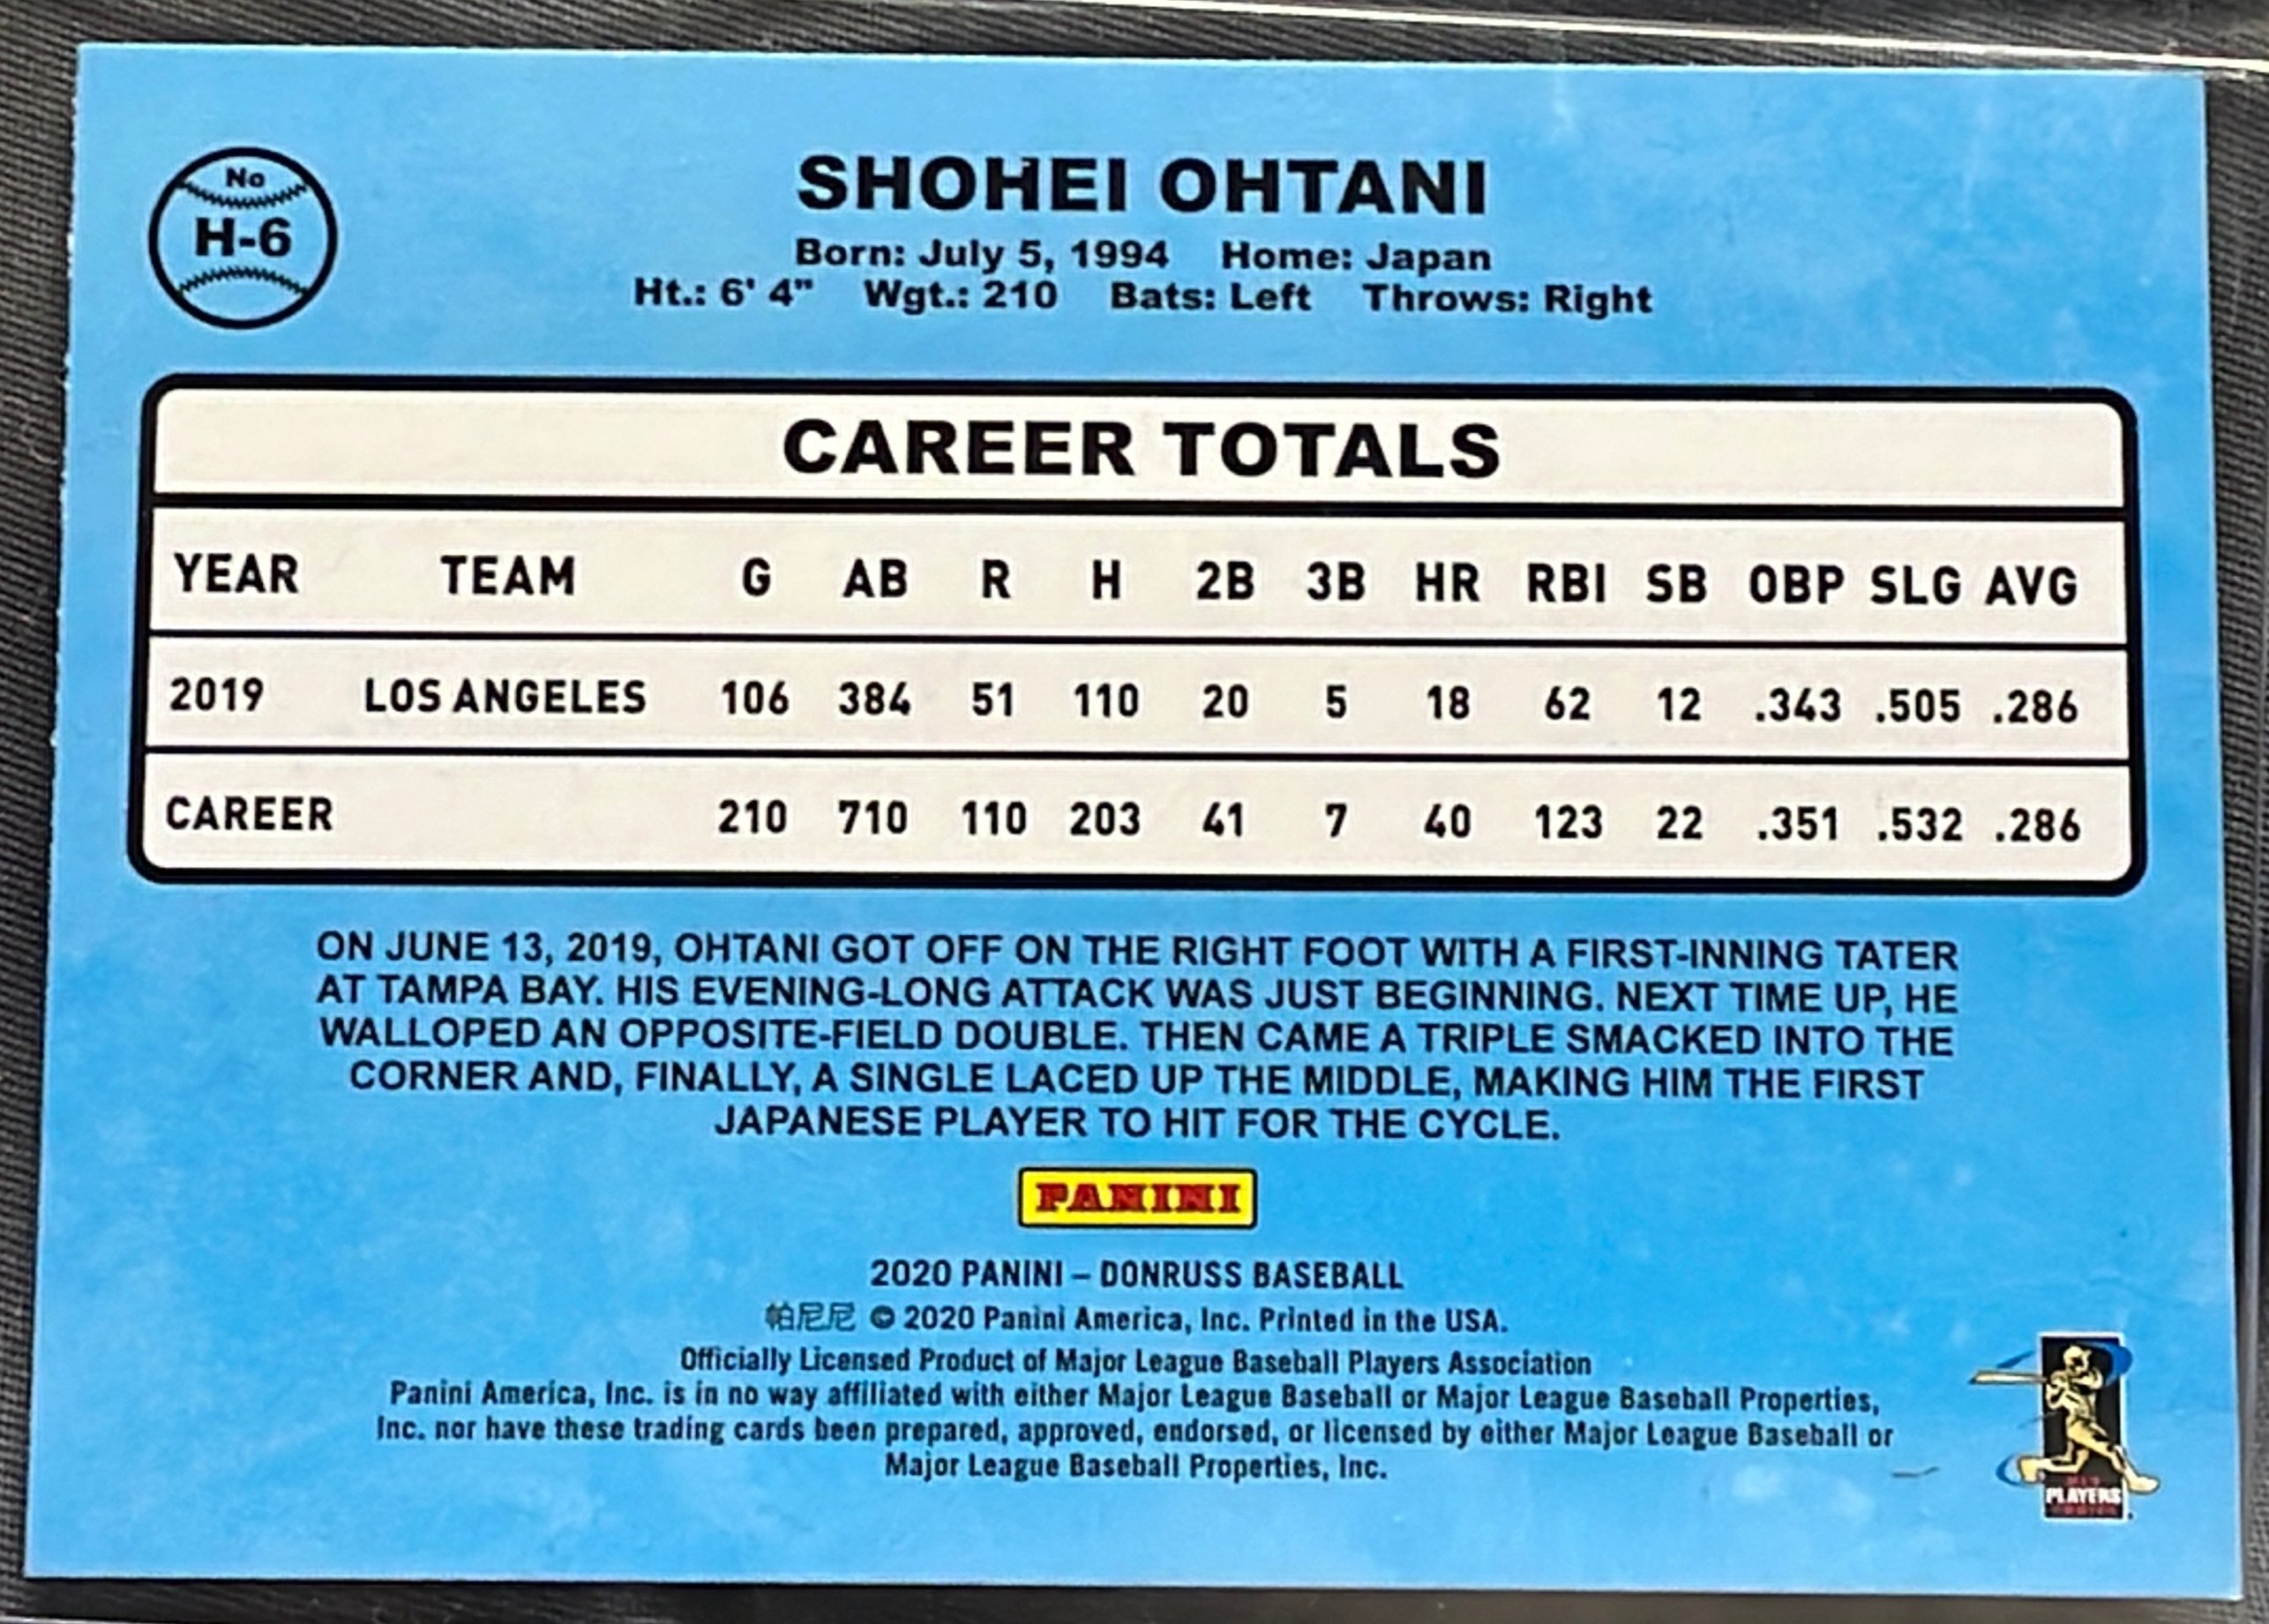 No
H-6
SHOHEI OHTANI
Born: July 5, 1994 Home: Japan
Ht.: 6' 4" Wgt.: 210 Bats: Left Throws: Right
CAREER TOTALS
YEAR TEAM G AB R H 2B 3B HR RBI SB OBP SLG AVG
2019 LOS ANGELES 106 384 51 110 20 5 18 62 12 .343 .505 .286
CAREER 210 710 110 203 41 7 40 123 22 .351 .532 .286
ON JUNE 13, 2019, OHTANI GOT OFF ON THE RIGHT FOOT WITH A FIRST-INNING TATER
AT TAMPA BAY. HIS EVENING-LONG ATTACK WAS JUST BEGINNING. NEXT TIME UP, HE
WALLOPED AN OPPOSITE-FIELD DOUBLE. THEN CAME A TRIPLE SMACKED INTO THE
CORNER AND, FINALLY, A SINGLE LACED UP THE MIDDLE, MAKING HIM THE FIRST
JAPANESE PLAYER TO HIT FOR THE CYCLE.
PANINI
2020 PANINI – DONRUSS BASEBALL
帕尼尼 © 2020 Panini America, Inc. Printed in the USA.
Officially Licensed Product of Major League Baseball Players Association
Panini America, Inc. is in no way affiliated with either Major League Baseball or Major League Baseball Properties,
Inc. nor have these trading cards been prepared, approved, endorsed, or licensed by either Major League Baseball or
Major League Baseball Properties, Inc.
PLAYERS